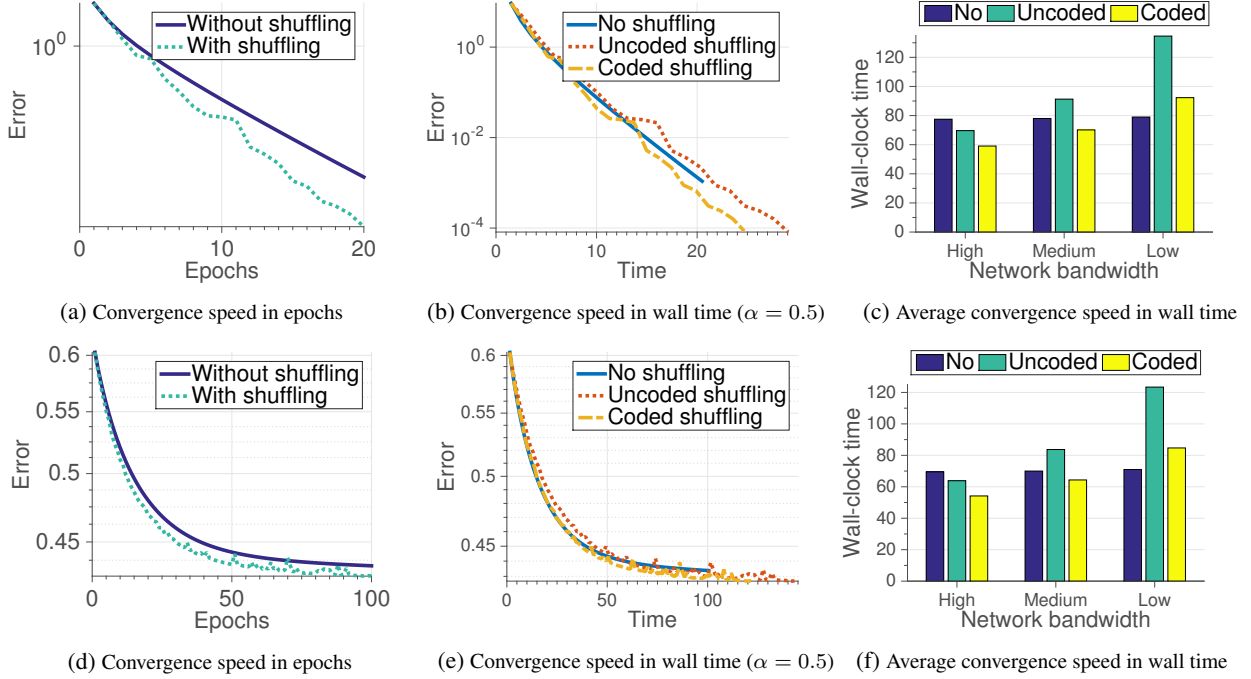 Error
10^0
Without shuffling
With shuffling
0
10
20
Epochs
(a) Convergence speed in epochs
Error
10^0
10^-2
10^-4
No shuffling
Uncoded shuffling
Coded shuffling
0
10
20
Time
(b) Convergence speed in wall time (α = 0.5)
No Uncoded Coded
Wall-clock time
120
100
80
60
40
20
0
High Medium Low
Network bandwidth
(c) Average convergence speed in wall time
Error
0.6
0.5
0.45
Without shuffling
With shuffling
0
50
100
Epochs
(d) Convergence speed in epochs
Error
0.6
0.55
0.5
0.45
No shuffling
Uncoded shuffling
Coded shuffling
0
50
100
Time
(e) Convergence speed in wall time (α = 0.5)
No Uncoded Coded
Wall-clock time
120
100
80
60
40
20
0
High Medium Low
Network bandwidth
(f) Average convergence speed in wall time